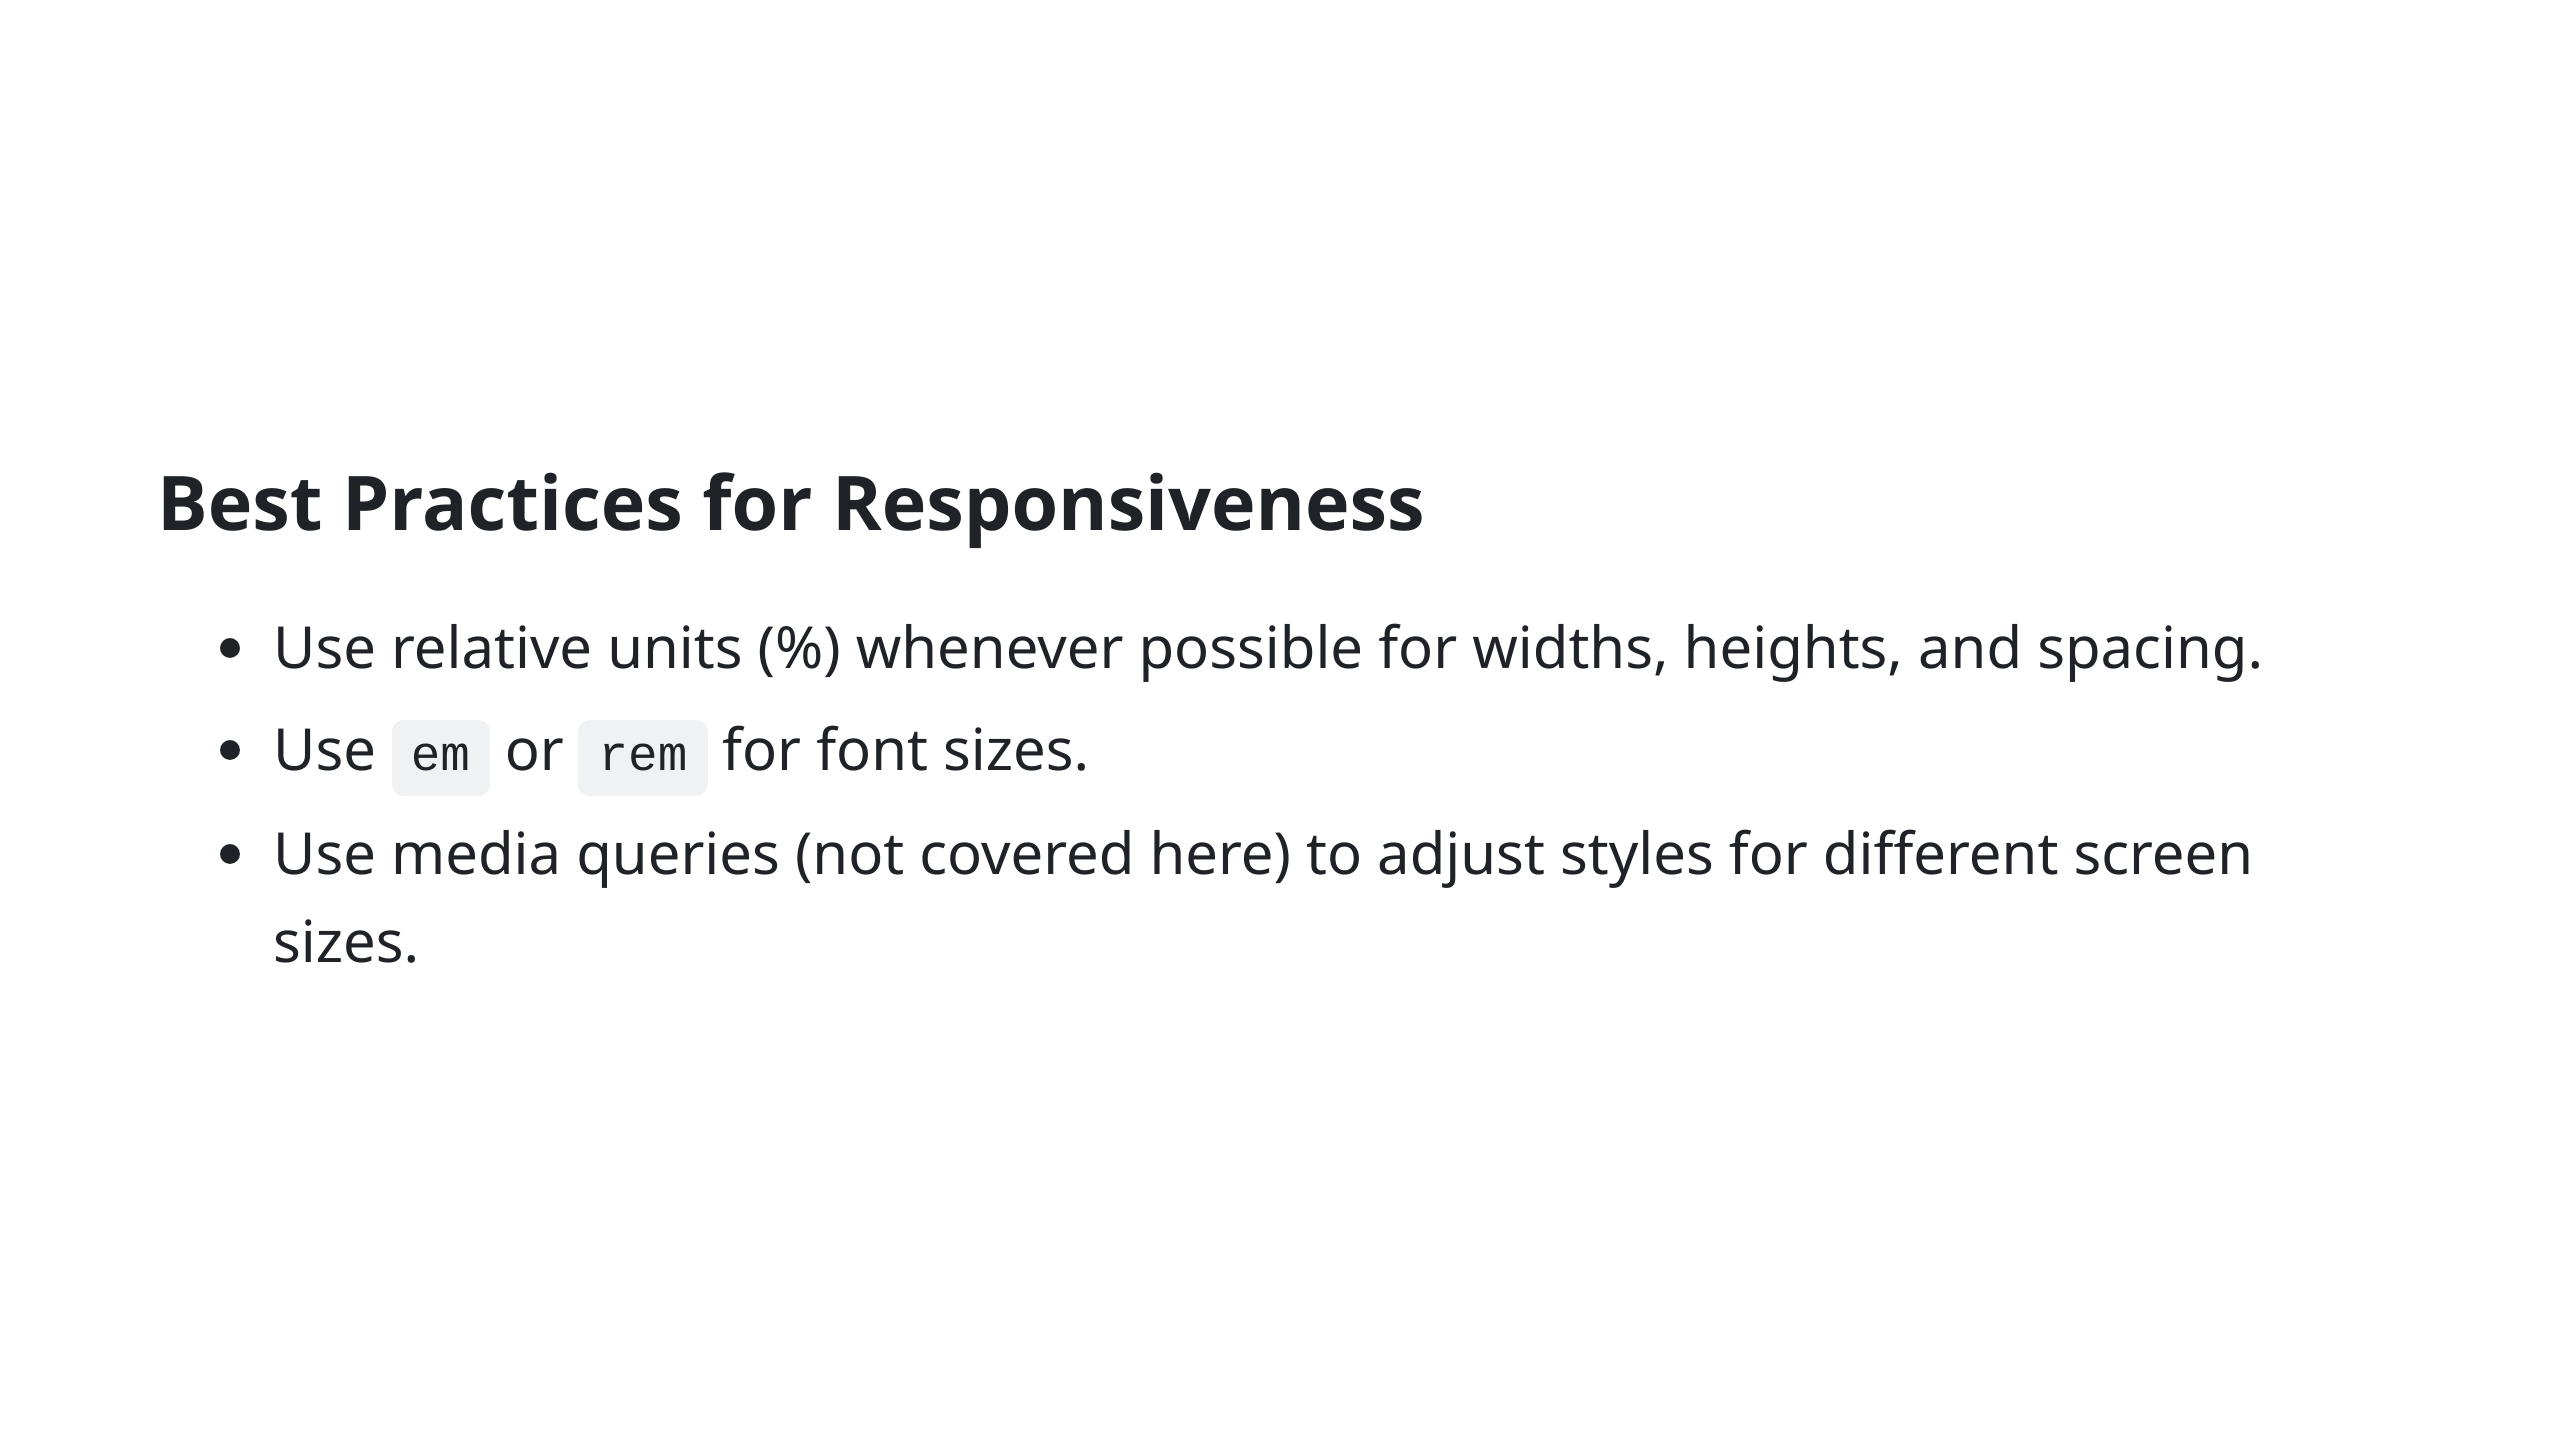 Best Practices for Responsiveness
• Use relative units (%) whenever possible for widths, heights, and spacing.
• Use em or rem for font sizes.
• Use media queries (not covered here) to adjust styles for different screen
sizes.